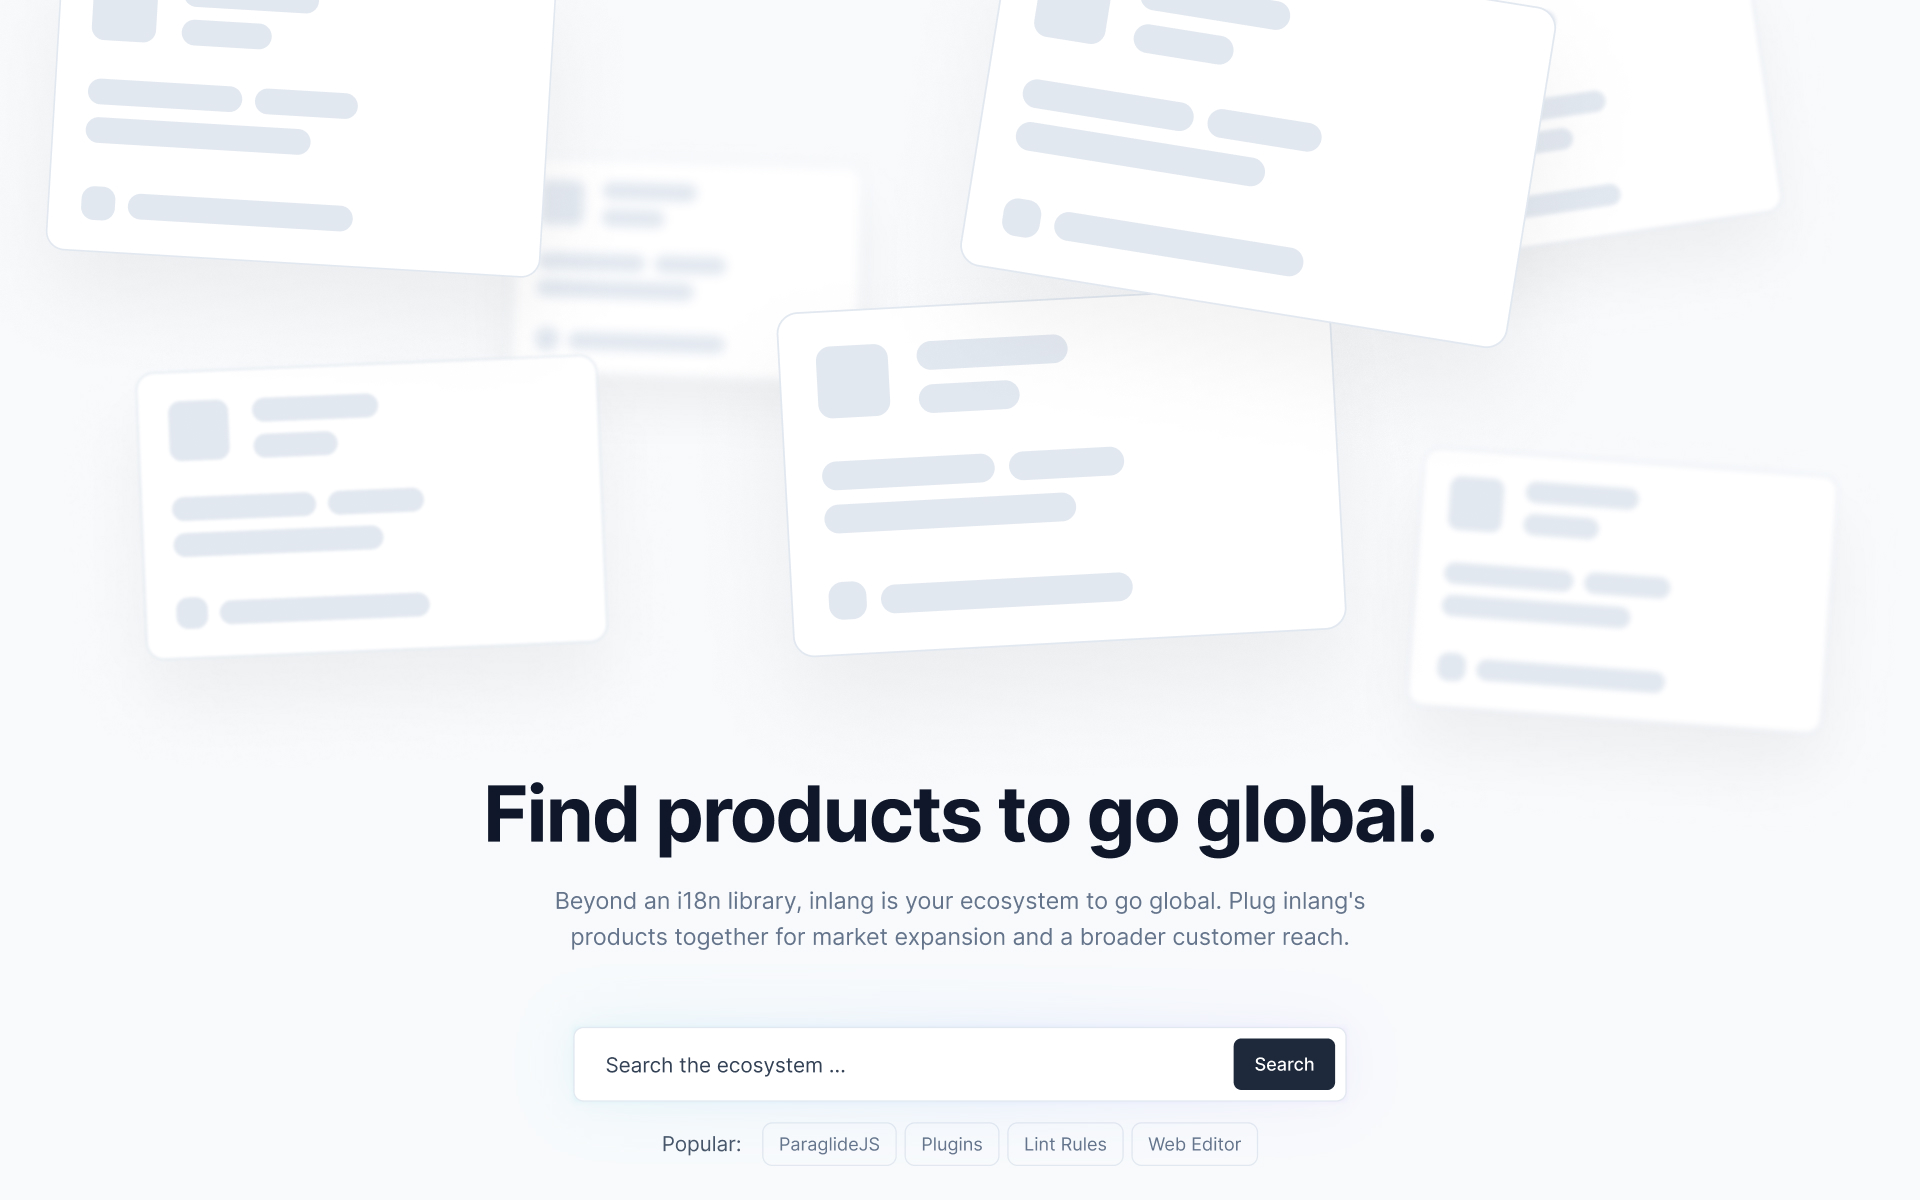 Find products to go global.
Beyond an i18n library, inlang is your ecosystem to go global. Plug inlang's
products together for market expansion and a broader customer reach.
Search the ecosystem ...
Search
Popular:
ParaglideJS
Plugins
Lint Rules
Web Editor